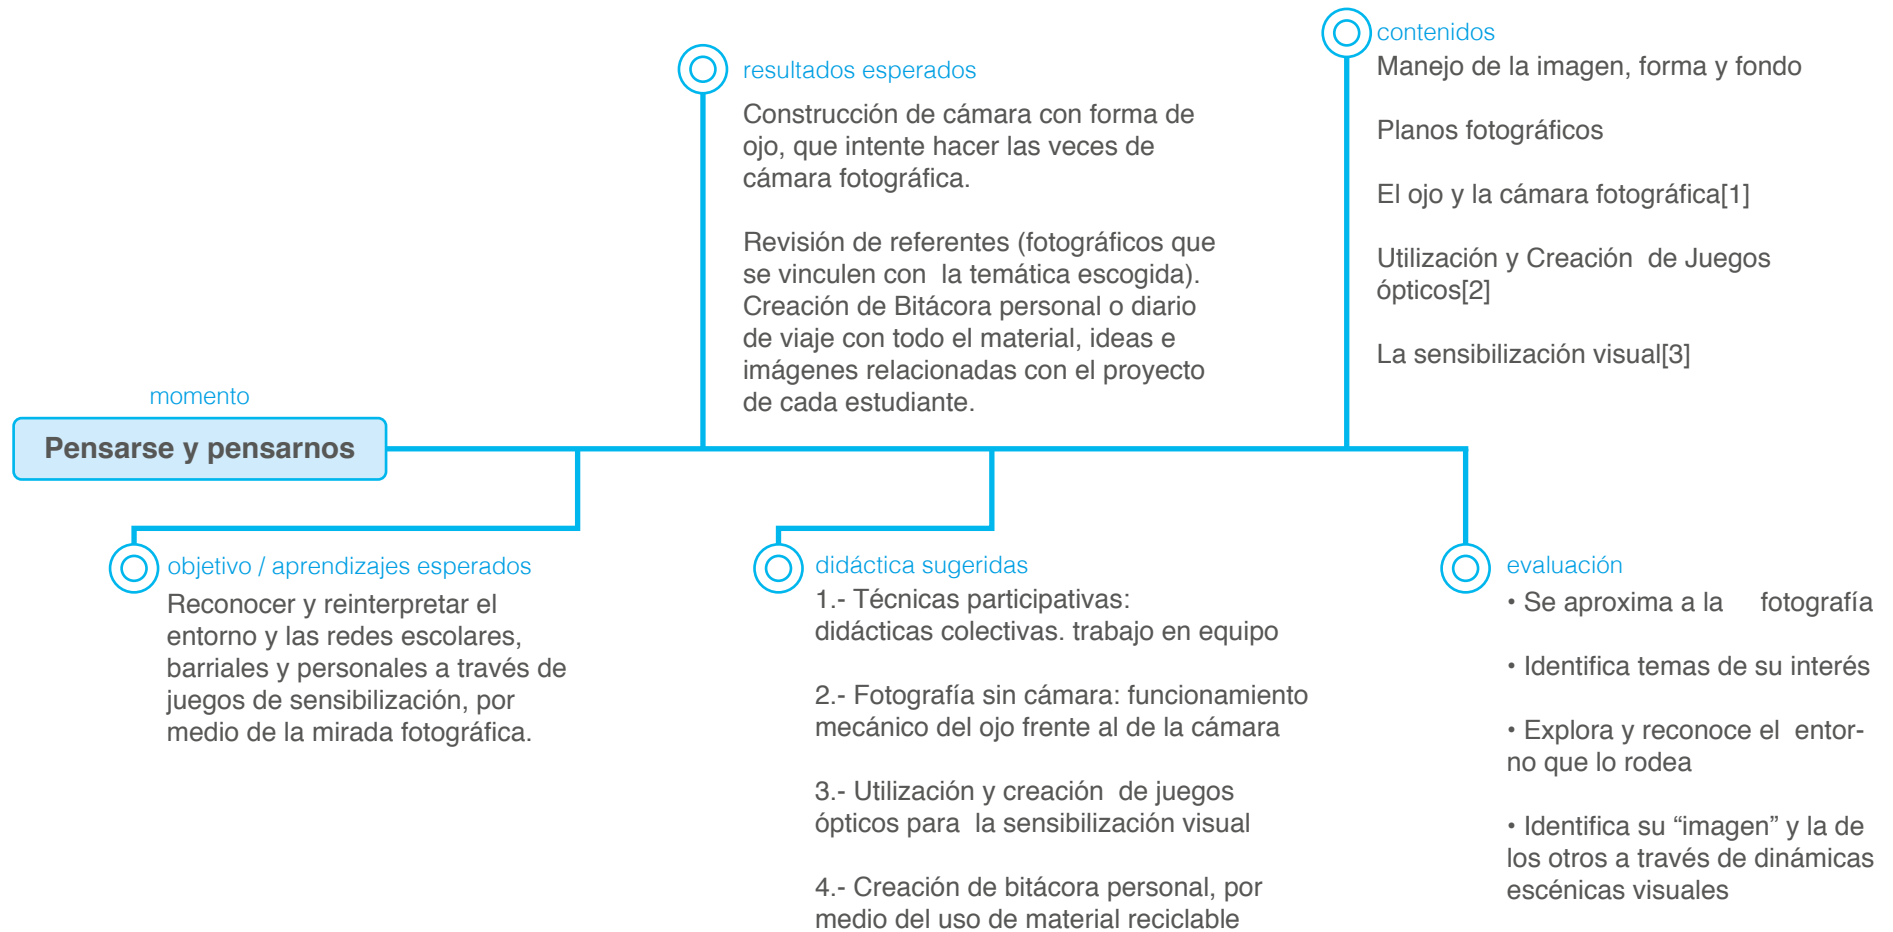 momento
Pensarse y pensarnos
resultados esperados
Construcción de cámara con forma de
ojo, que intente hacer las veces de
cámara fotográfica.
Revisión de referentes (fotográficos que
se vinculen con  la temática escogida).
Creación de Bitácora personal o diario
de viaje con todo el material, ideas e
imágenes relacionadas con el proyecto
de cada estudiante.
contenidos
Manejo de la imagen, forma y fondo
Planos fotográficos
El ojo y la cámara fotográfica[1]
Utilización y Creación  de Juegos
ópticos[2]
La sensibilización visual[3]
objetivo / aprendizajes esperados
Reconocer y reinterpretar el
entorno y las redes escolares,
barriales y personales a través de
juegos de sensibilización, por
medio de la mirada fotográfica.
didáctica sugeridas
1.- Técnicas participativas:
didácticas colectivas. trabajo en equipo
2.- Fotografía sin cámara: funcionamiento
mecánico del ojo frente al de la cámara
3.- Utilización y creación  de juegos
ópticos para  la sensibilización visual
4.- Creación de bitácora personal, por
medio del uso de material reciclable
evaluación
• Se aproxima a la    fotografía
• Identifica temas de su interés
• Explora y reconoce el  entor-
no que lo rodea
• Identifica su “imagen” y la de
los otros a través de dinámicas
escénicas visuales